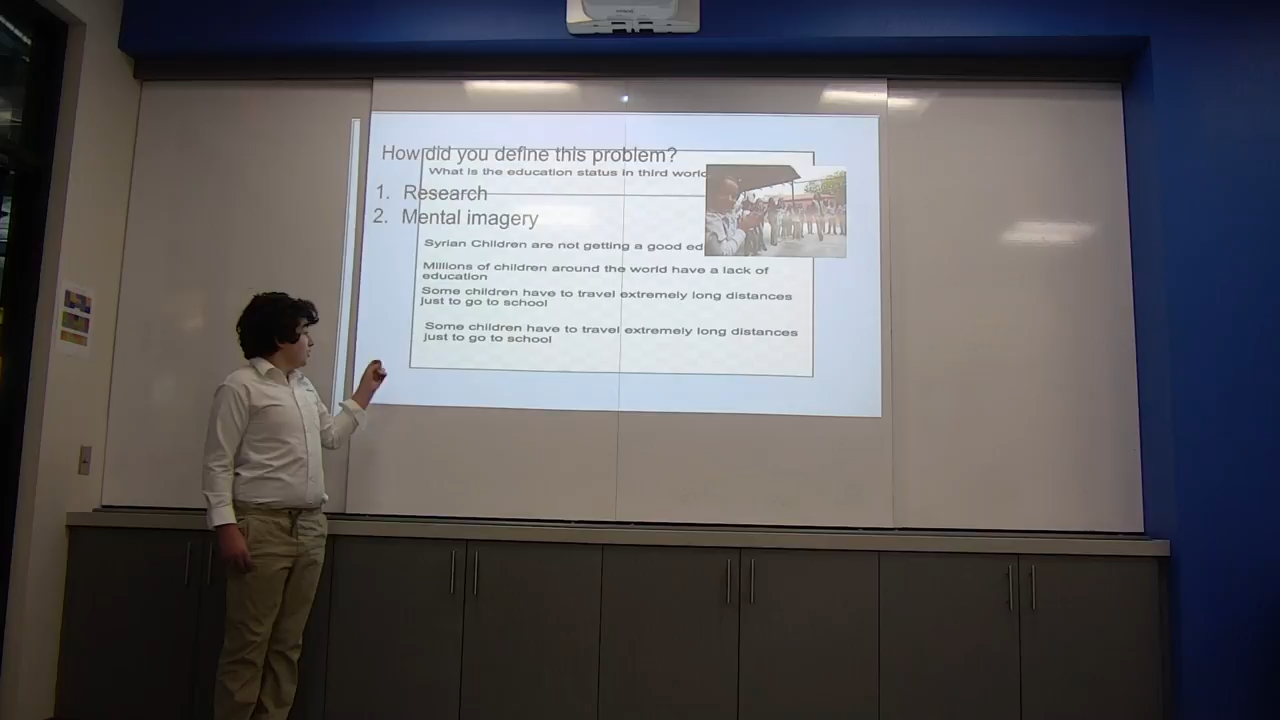 How did you define this problem?
What is the education status in third
1. Research
2. Mental imagery
Syrian Children are not getting a good
Millions of children around the world have a lack of
education
Some children have to travel extremely long distances
just to go to school
Some children have to travel extremely long distances
just to go to school